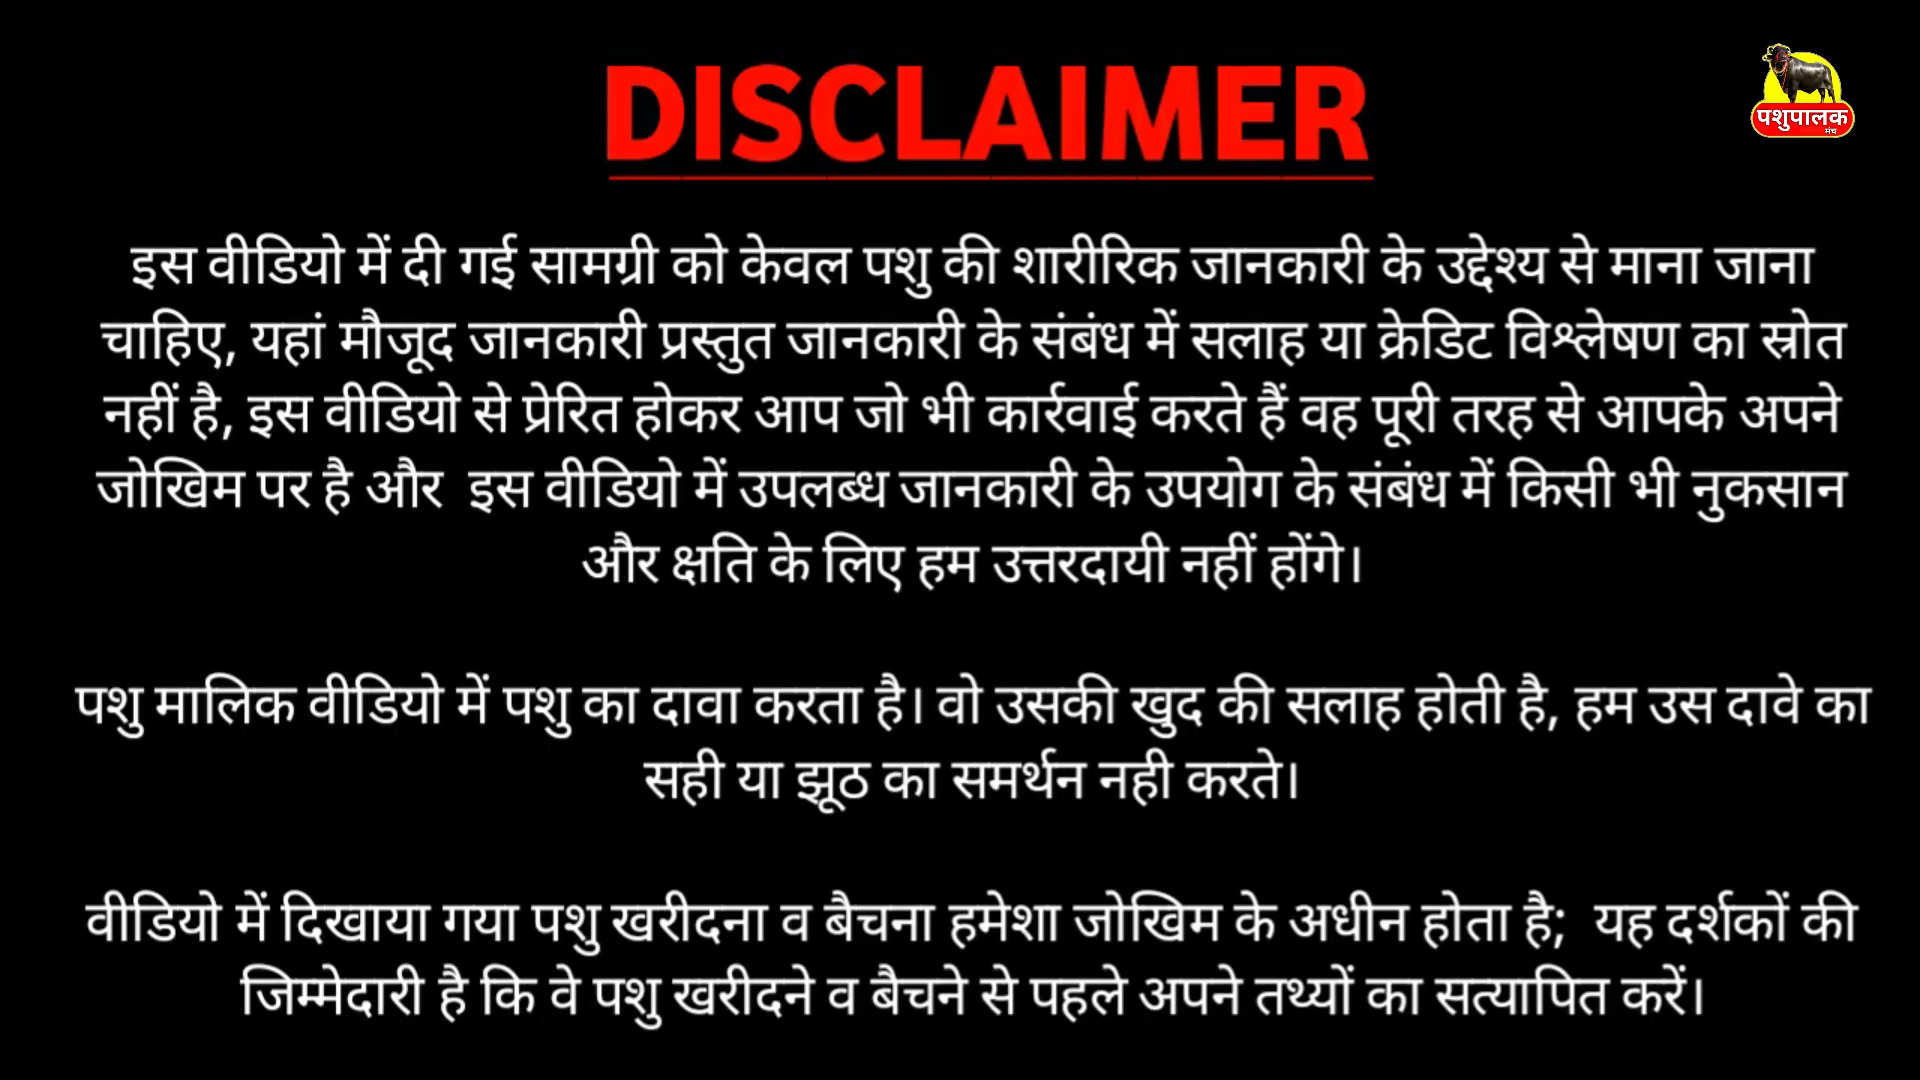 DISCLAIMER
पशुपालक
मंच
इस वीडियो में दी गई सामग्री को केवल पशु की शारीरिक जानकारी के उद्देश्य से माना जाना
चाहिए, यहां मौजूद जानकारी प्रस्तुत जानकारी के संबंध में सलाह या क्रेडिट विश्लेषण का स्रोत
नहीं है, इस वीडियो से प्रेरित होकर आप जो भी कार्रवाई करते हैं वह पूरी तरह से आपके अपने
जोखिम पर है और इस वीडियो में उपलब्ध जानकारी के उपयोग के संबंध में किसी भी नुकसान
और क्षति के लिए हम उत्तरदायी नहीं होंगे।
पशु मालिक वीडियो में पशु का दावा करता है। वो उसकी खुद की सलाह होती है, हम उस दावे का
सही या झूठ का समर्थन नही करते।
वीडियो में दिखाया गया पशु खरीदना व बैचना हमेशा जोखिम के अधीन होता है; यह दर्शकों की
जिम्मेदारी है कि वे पशु खरीदने व बैचने से पहले अपने तथ्यों का सत्यापित करें।